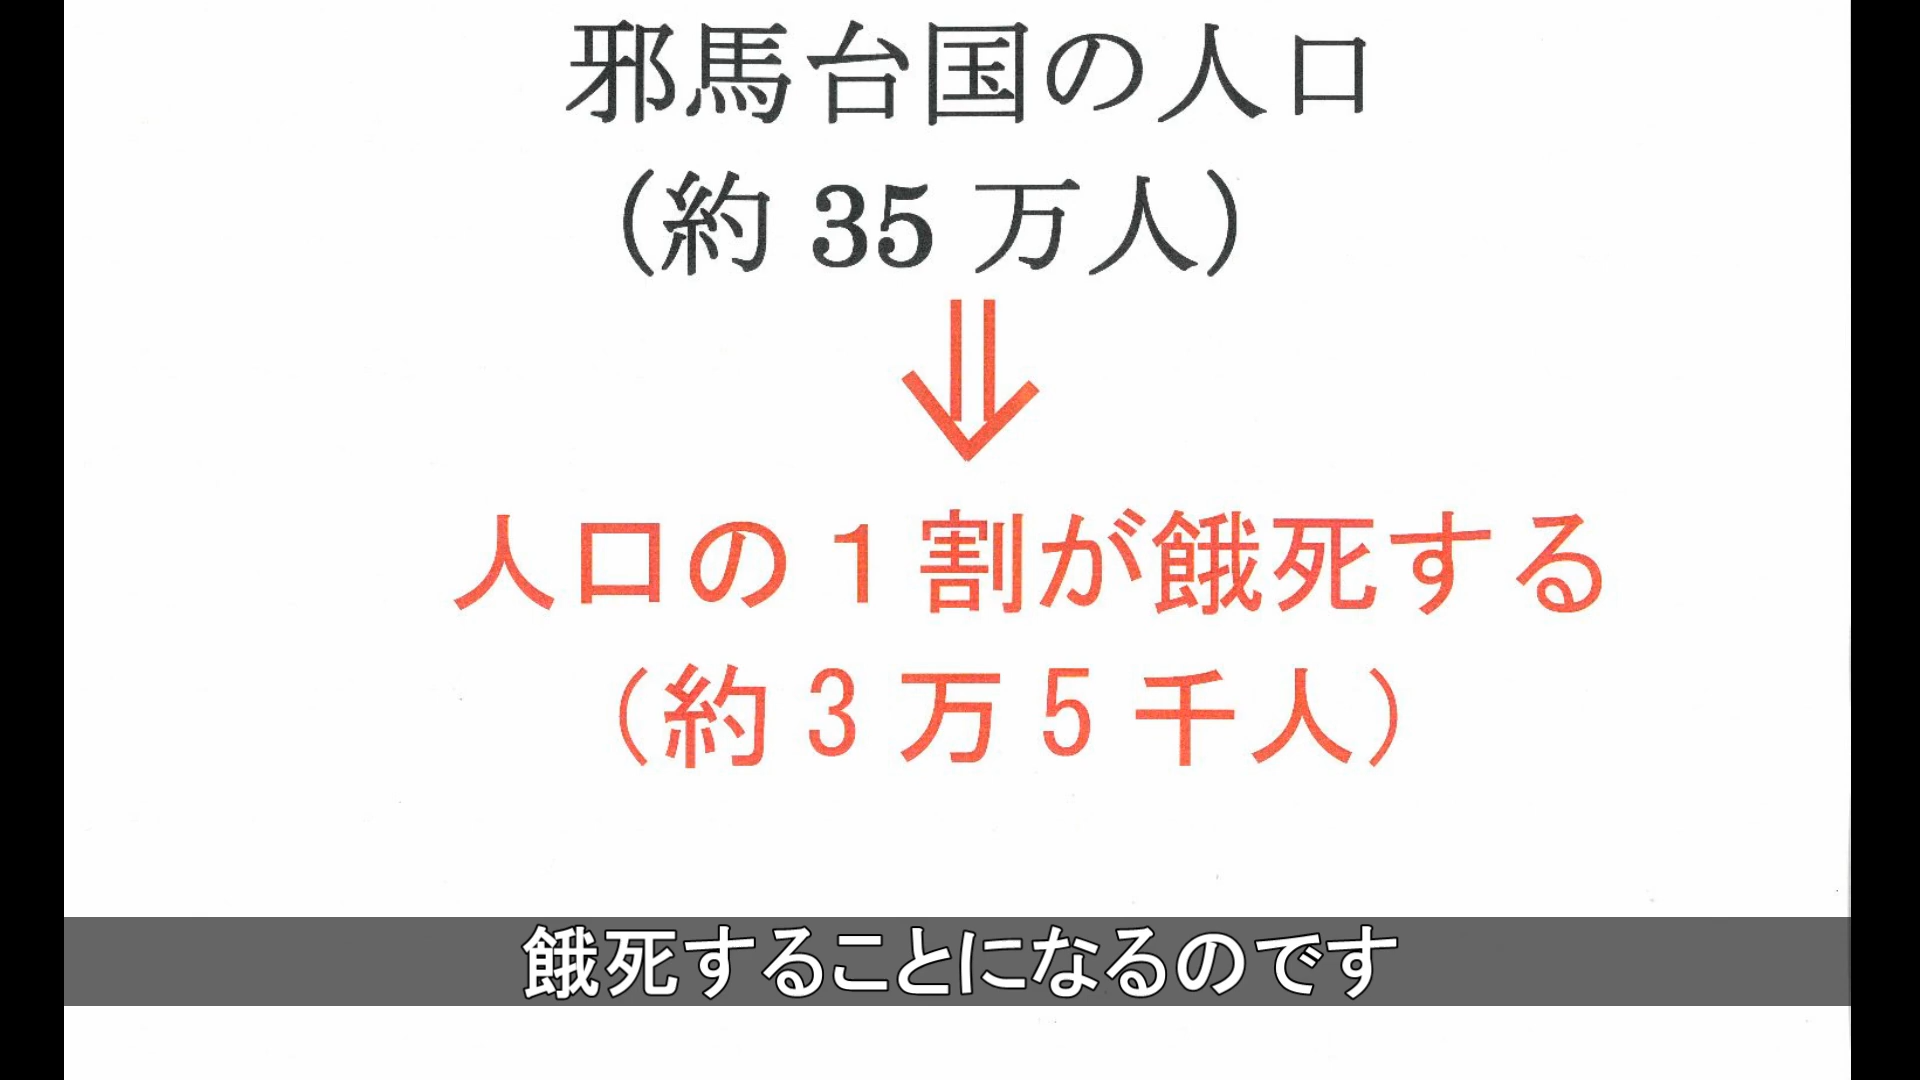 邪馬台国の人口
（約 35 万人）
⇓
人口の１割が餓死する
（約３万５千人）
餓死することになるのです